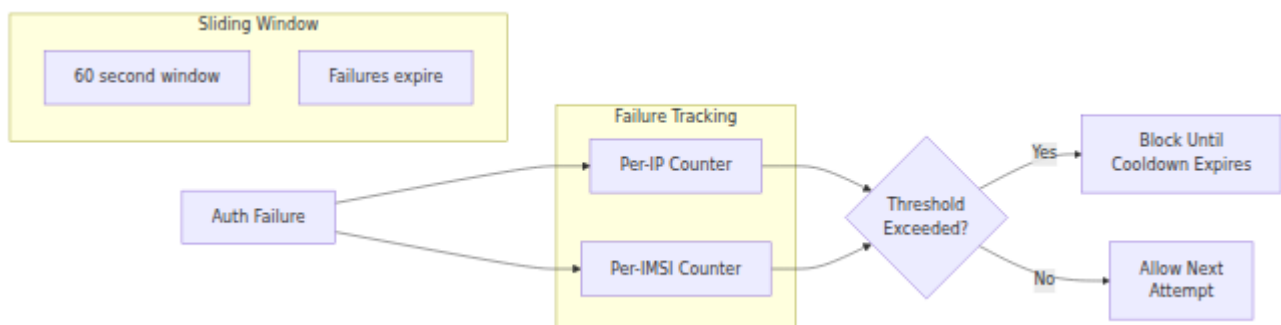 Sliding Window
60 second window
Failures expire
Failure Tracking
Per-IP Counter
Auth Failure
Per-IMSI Counter
Threshold
Exceeded?
Yes
No
Block Until
Cooldown Expires
Allow Next
Attempt